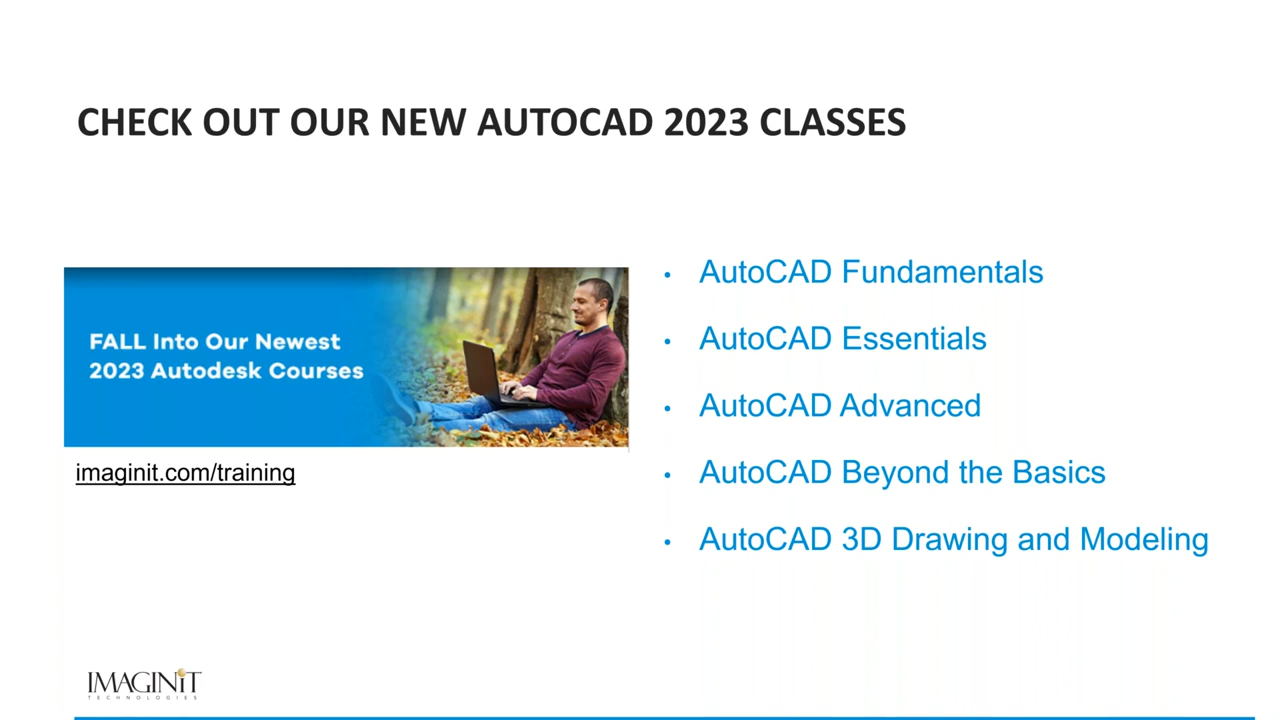 CHECK OUT OUR NEW AUTOCAD 2023 CLASSES
FALL Into Our Newest
2023 Autodesk Courses
imaginit.com/training
• AutoCAD Fundamentals
• AutoCAD Essentials
• AutoCAD Advanced
• AutoCAD Beyond the Basics
• AutoCAD 3D Drawing and Modeling
IMAGINiT
TECHNOLOGIES